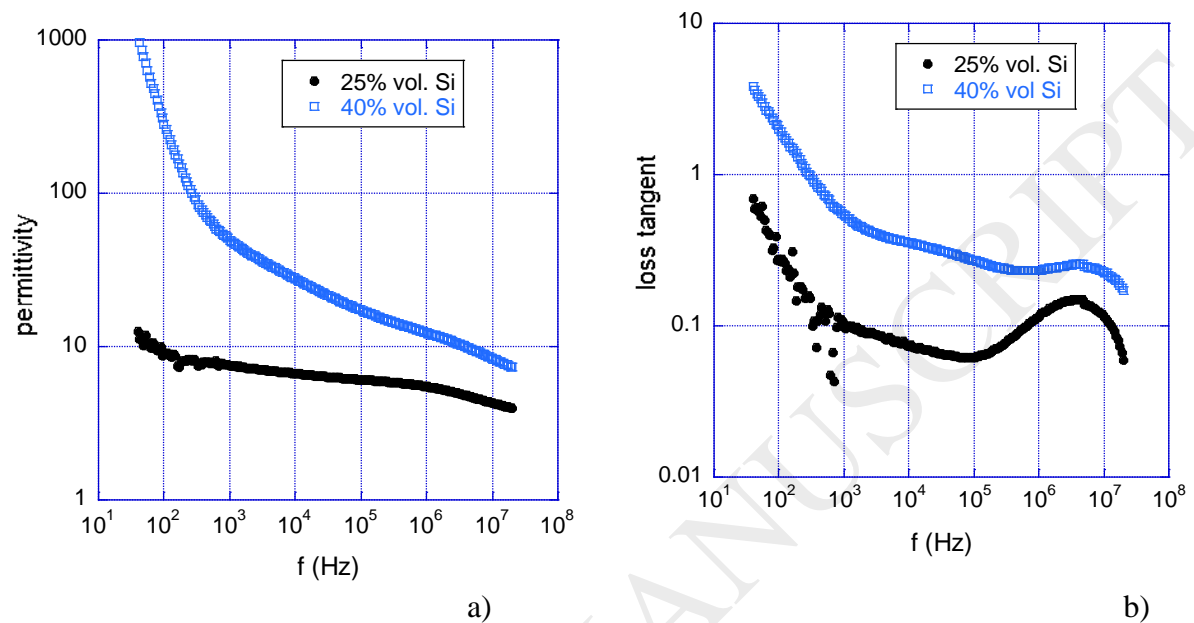 1000
100
10
1
permittivity
25% vol. Si
40% vol. Si
10^1 10^2 10^3 10^4 10^5 10^6 10^7 10^8
f (Hz)
a)
10
1
0.1
0.01
loss tangent
25% vol. Si
40% vol. Si
10^1 10^2 10^3 10^4 10^5 10^6 10^7 10^8
f (Hz)
b)
MANUSCRIPT